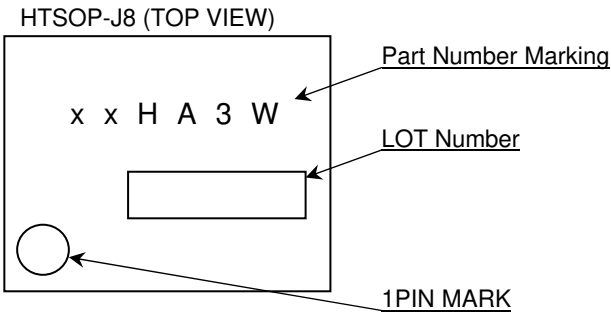 HTSOP-J8 (TOP VIEW)
Part Number Marking
x x H A 3 W
LOT Number
1PIN MARK